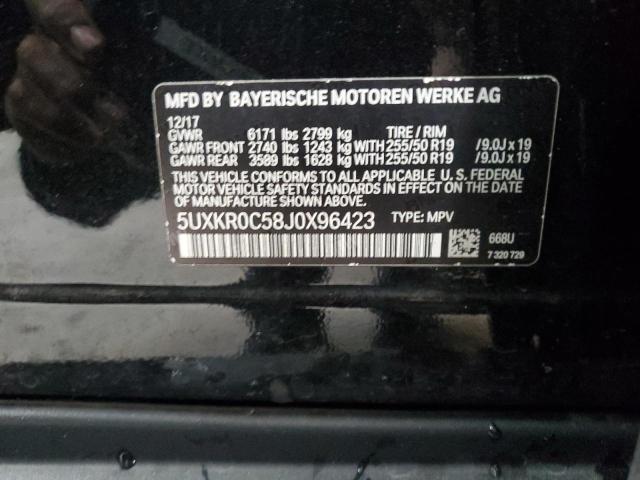 MFD BY BAYERISCHE MOTOREN WERKE AG
12/17
GVWR 6171 lbs 2799 kg TIRE / RIM
GAWR FRONT 2740 lbs 1243 kg WITH 255/50 R19 /9.0J x 19
GAWR REAR 3589 lbs 1628 kg WITH 255/50 R19 /9.0J x 19
THIS VEHICLE CONFORMS TO ALL APPLICABLE U. S. FEDERAL
MOTOR VEHICLE SAFETY STANDARDS IN EFFECT ON THE DATE
OF MANUFACTURE SHOWN ABOVE.
5UXKR0C58J0X96423 TYPE: MPV
668U
7 320 729